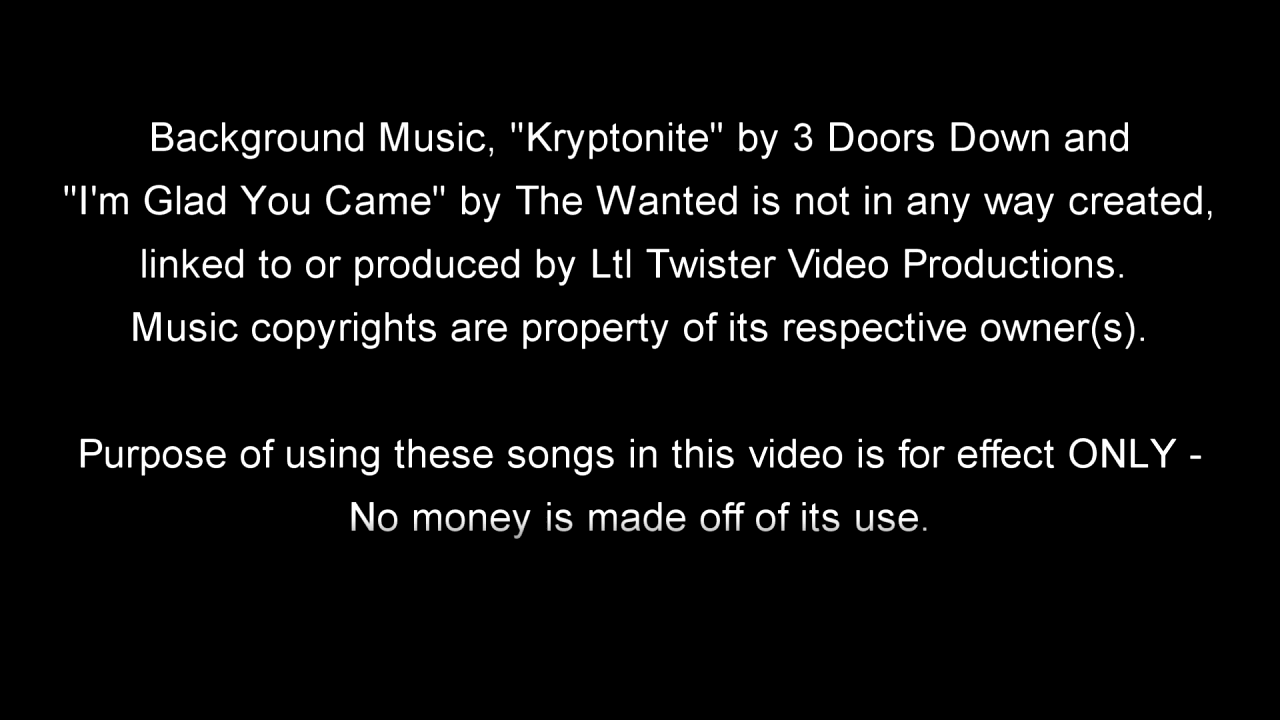 Background Music, "Kryptonite" by 3 Doors Down and
"I'm Glad You Came" by The Wanted is not in any way created,
linked to or produced by Ltl Twister Video Productions.
Music copyrights are property of its respective owner(s).
Purpose of using these songs in this video is for effect ONLY -
No money is made off of its use.